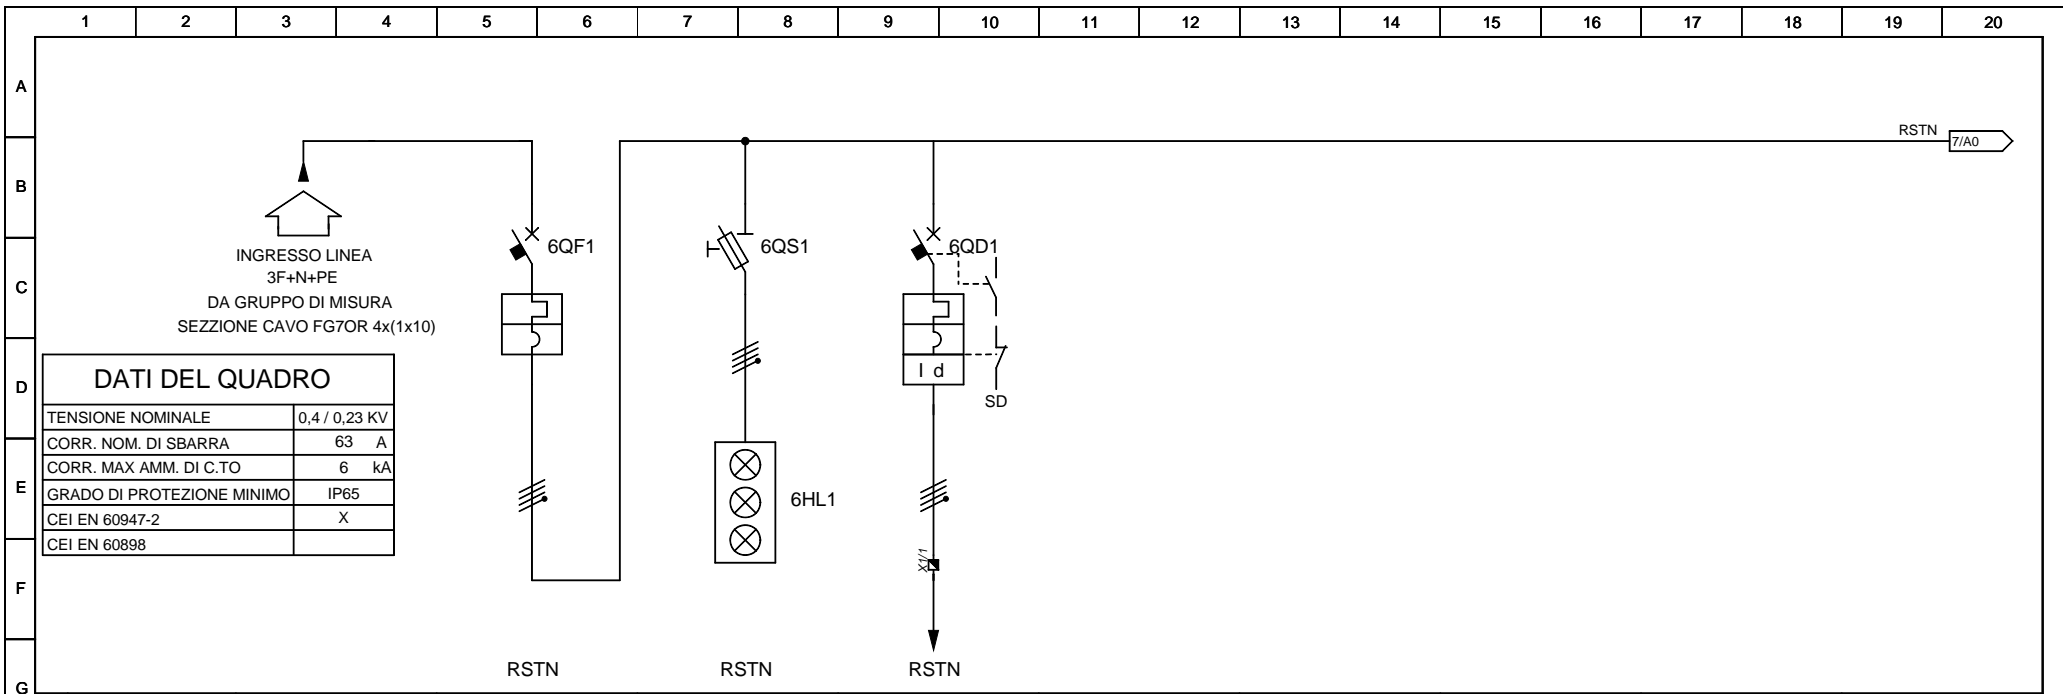 1 2 3 4 5 6 7 8 9 10 11 12 13 14 15 16 17 18 19 20
A
RSTN 7/A0
B
6QF1 6QS1 6QD1
INGRESSO LINEA
3F+N+PE
C
DA GRUPPO DI MISURA
SEZZIONE CAVO FG7OR 4x(1x10)
D
I d
SD
DATI DEL QUADRO
TENSIONE NOMINALE 0,4 / 0,23 KV
CORR. NOM. DI SBARRA 63 A
CORR. MAX AMM. DI C.TO 6 kA
GRADO DI PROTEZIONE MINIMO IP65
CEI EN 60947-2 X
CEI EN 60898
E
6HL1
X1/1
F
RSTN RSTN RSTN
G